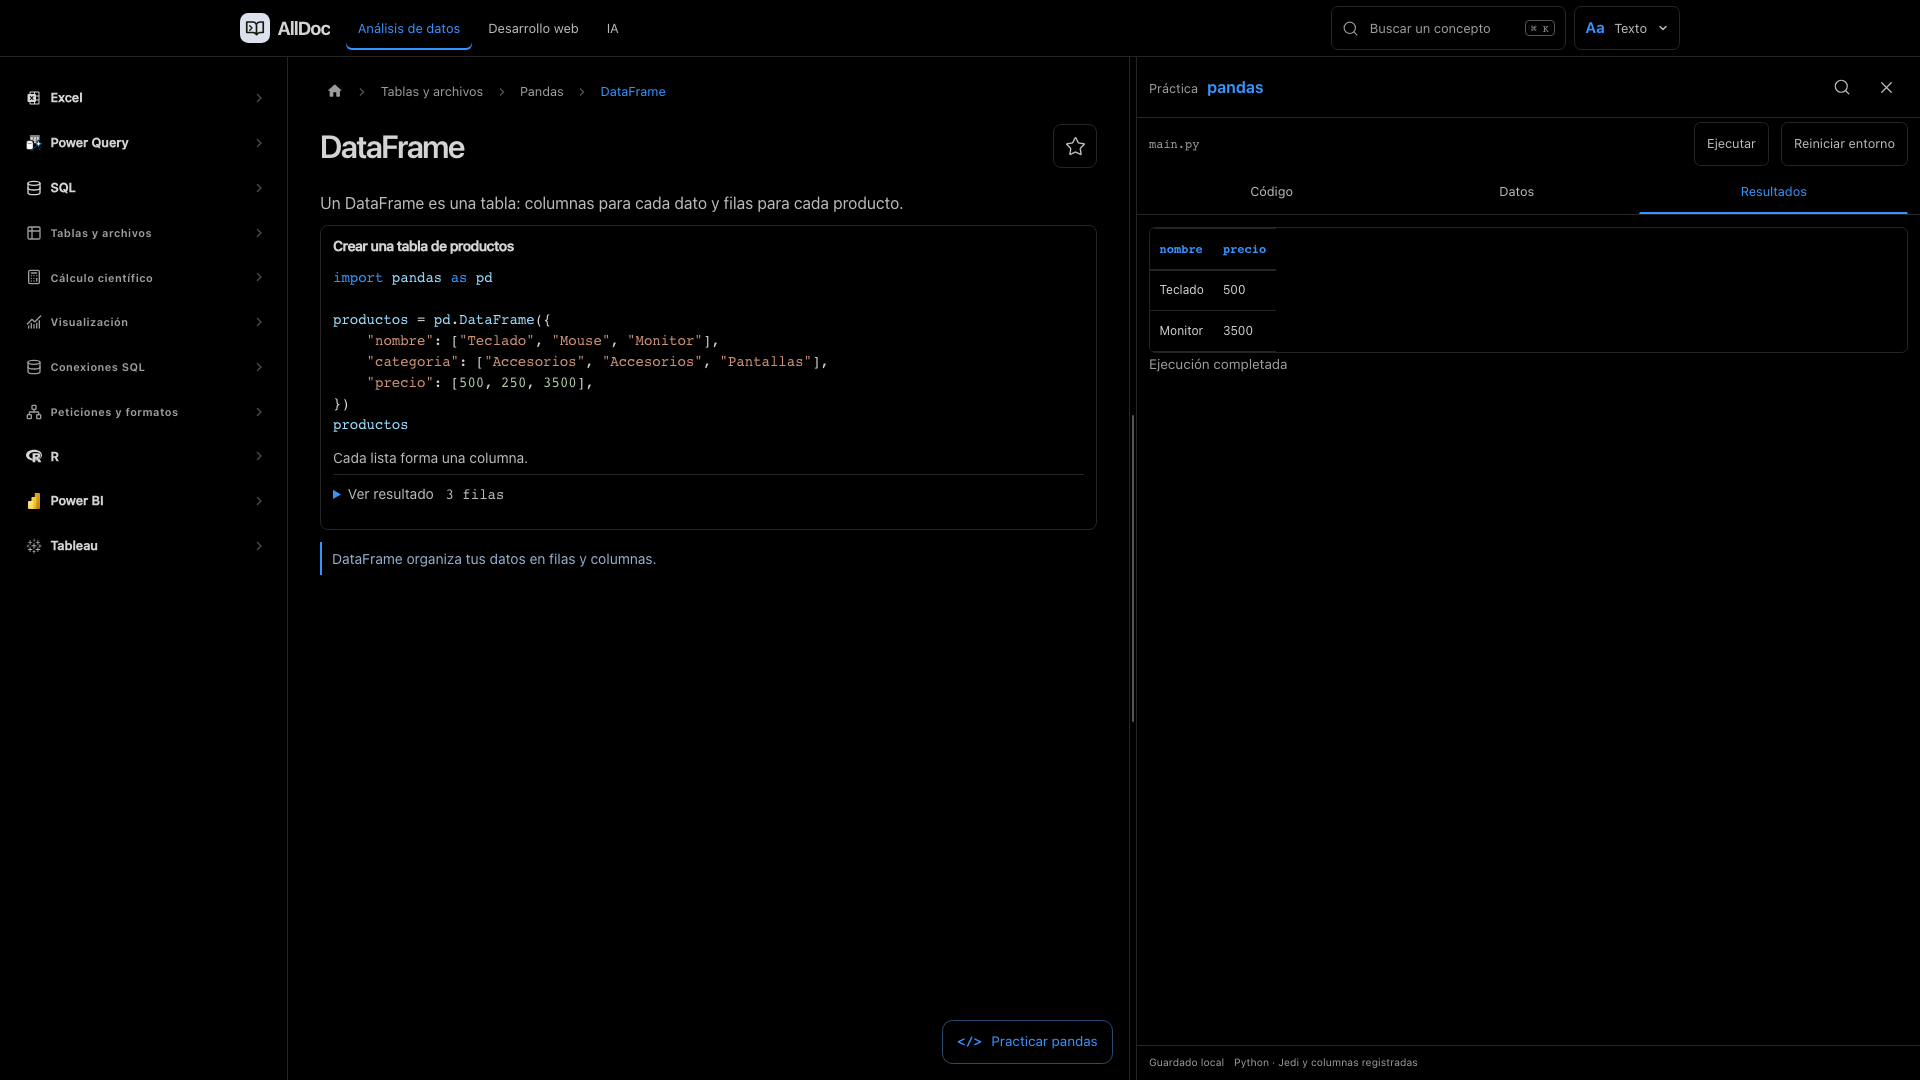 AllDoc
Análisis de datos
Desarrollo web
IA
Buscar un concepto
⌘ K
Aa Texto
Excel
Power Query
SQL
Tablas y archivos
Cálculo científico
Visualización
Conexiones SQL
Peticiones y formatos
R
Power BI
Tableau
Tablas y archivos
Pandas
DataFrame
DataFrame
Un DataFrame es una tabla: columnas para cada dato y filas para cada producto.
Crear una tabla de productos
import pandas as pd
productos = pd.DataFrame({
    "nombre": ["Teclado", "Mouse", "Monitor"],
    "categoria": ["Accesorios", "Accesorios", "Pantallas"],
    "precio": [500, 250, 3500],
})
productos
Cada lista forma una columna.
Ver resultado 3 filas
DataFrame organiza tus datos en filas y columnas.
</> Practicar pandas
Práctica pandas
main.py
Ejecutar
Reiniciar entorno
Código
Datos
Resultados
nombre precio
Teclado 500
Monitor 3500
Ejecución completada
Guardado local Python · Jedi y columnas registradas